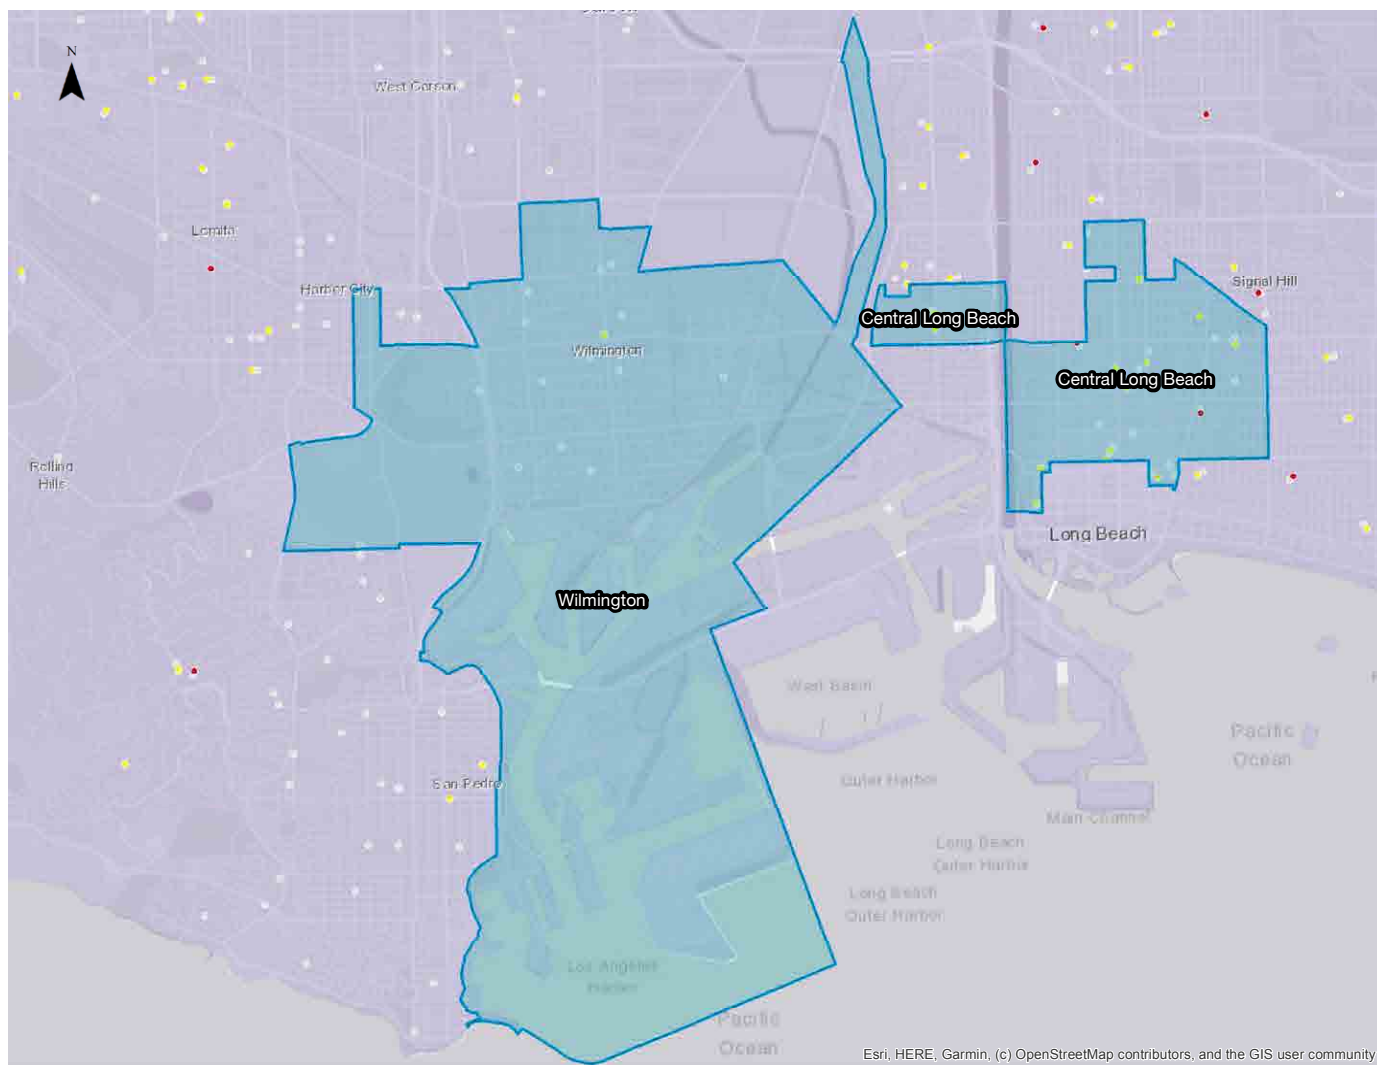 N
West Carson
Lomita
Harbor City
Signal Hill
Central Long Beach
Wilmington
Central Long Beach
Rolling
Hills
Long Beach
Wilmington
West Basin
Pacific
Ocean
San Pedro
Outer Harbor
Main Channel
Long Beach
Outer Harbor
Long Beach
Outer Harbor
Los Angeles
Harbor
Pacific
Ocean
Esri, HERE, Garmin, (c) OpenStreetMap contributors, and the GIS user community